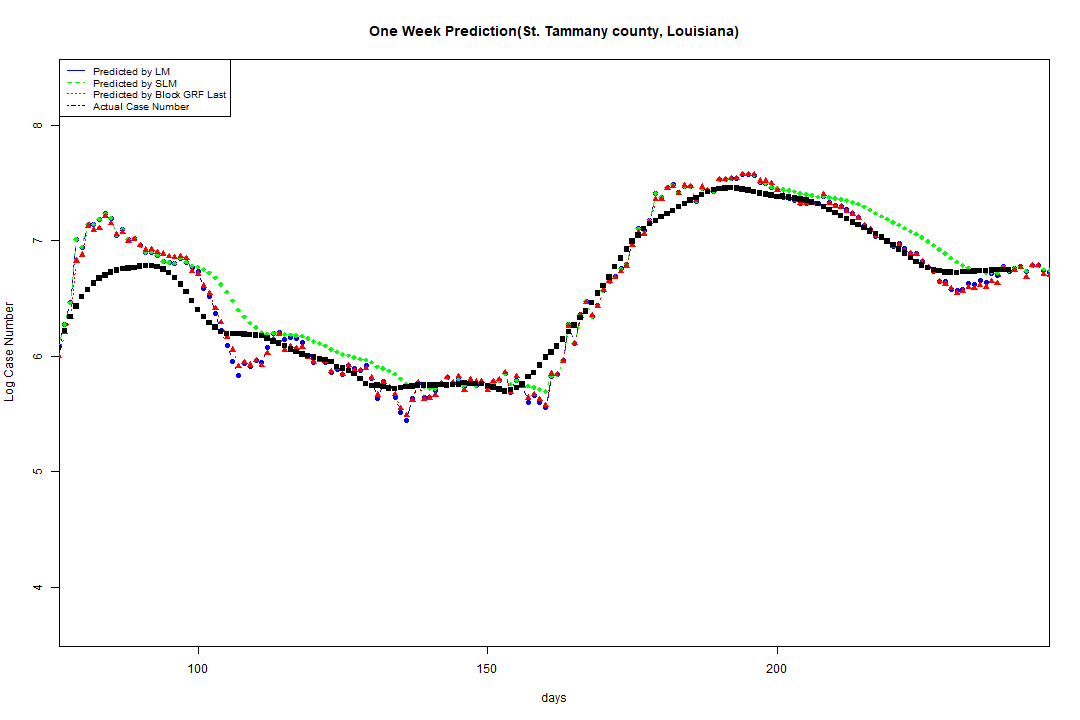 One Week Prediction(St. Tammany county, Louisiana)
Predicted by LM
Predicted by SLM
Predicted by Block GRF Last
Actual Case Number
8
7
6
5
4
Log Case Number
100 150 200
days